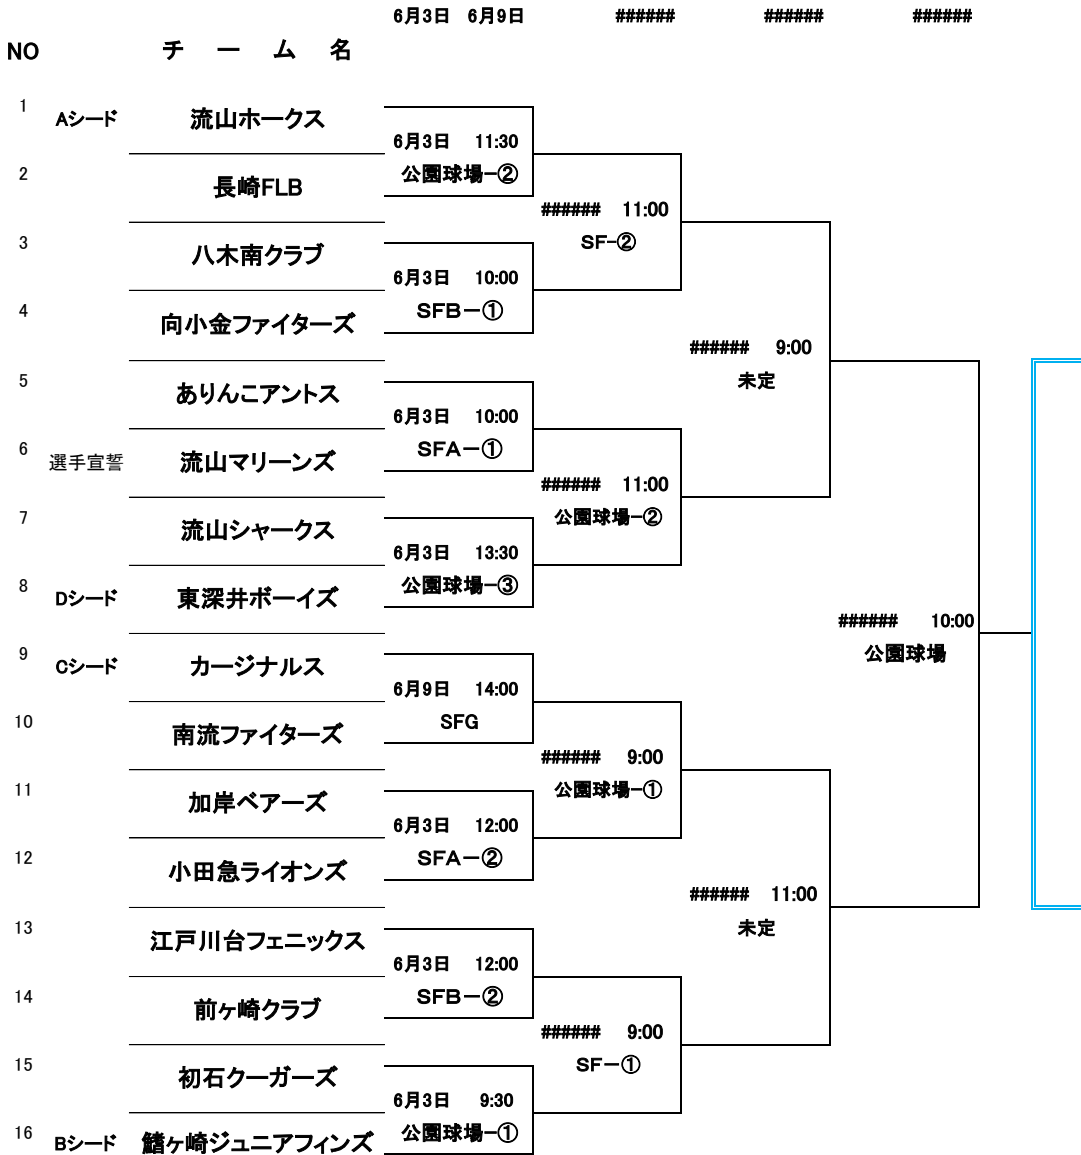 6月3日 6月9日 ###### ###### ######
NO チ ー ム 名
1 Aシード 流山ホークス
6月3日 11:30
公園球場-②
2 長崎FLB
###### 11:00
SF-②
3 八木南クラブ
6月3日 10:00
SFB-①
4 向小金ファイターズ
###### 9:00
未定
5 ありんこアントス
6月3日 10:00
SFA-①
6 選手宣誓 流山マリーンズ
###### 11:00
公園球場-②
7 流山シャークス
6月3日 13:30
公園球場-③
8 Dシード 東深井ボーイズ
###### 10:00
公園球場
9 Cシード カージナルス
6月9日 14:00
SFG
10 南流ファイターズ
###### 9:00
公園球場-①
11 加岸ベアーズ
6月3日 12:00
SFA-②
12 小田急ライオンズ
###### 11:00
未定
13 江戸川台フェニックス
6月3日 12:00
SFB-②
14 前ヶ崎クラブ
###### 9:00
SF-①
15 初石クーガーズ
6月3日 9:30
公園球場-①
16 Bシード 鰭ヶ崎ジュニアフィンズ